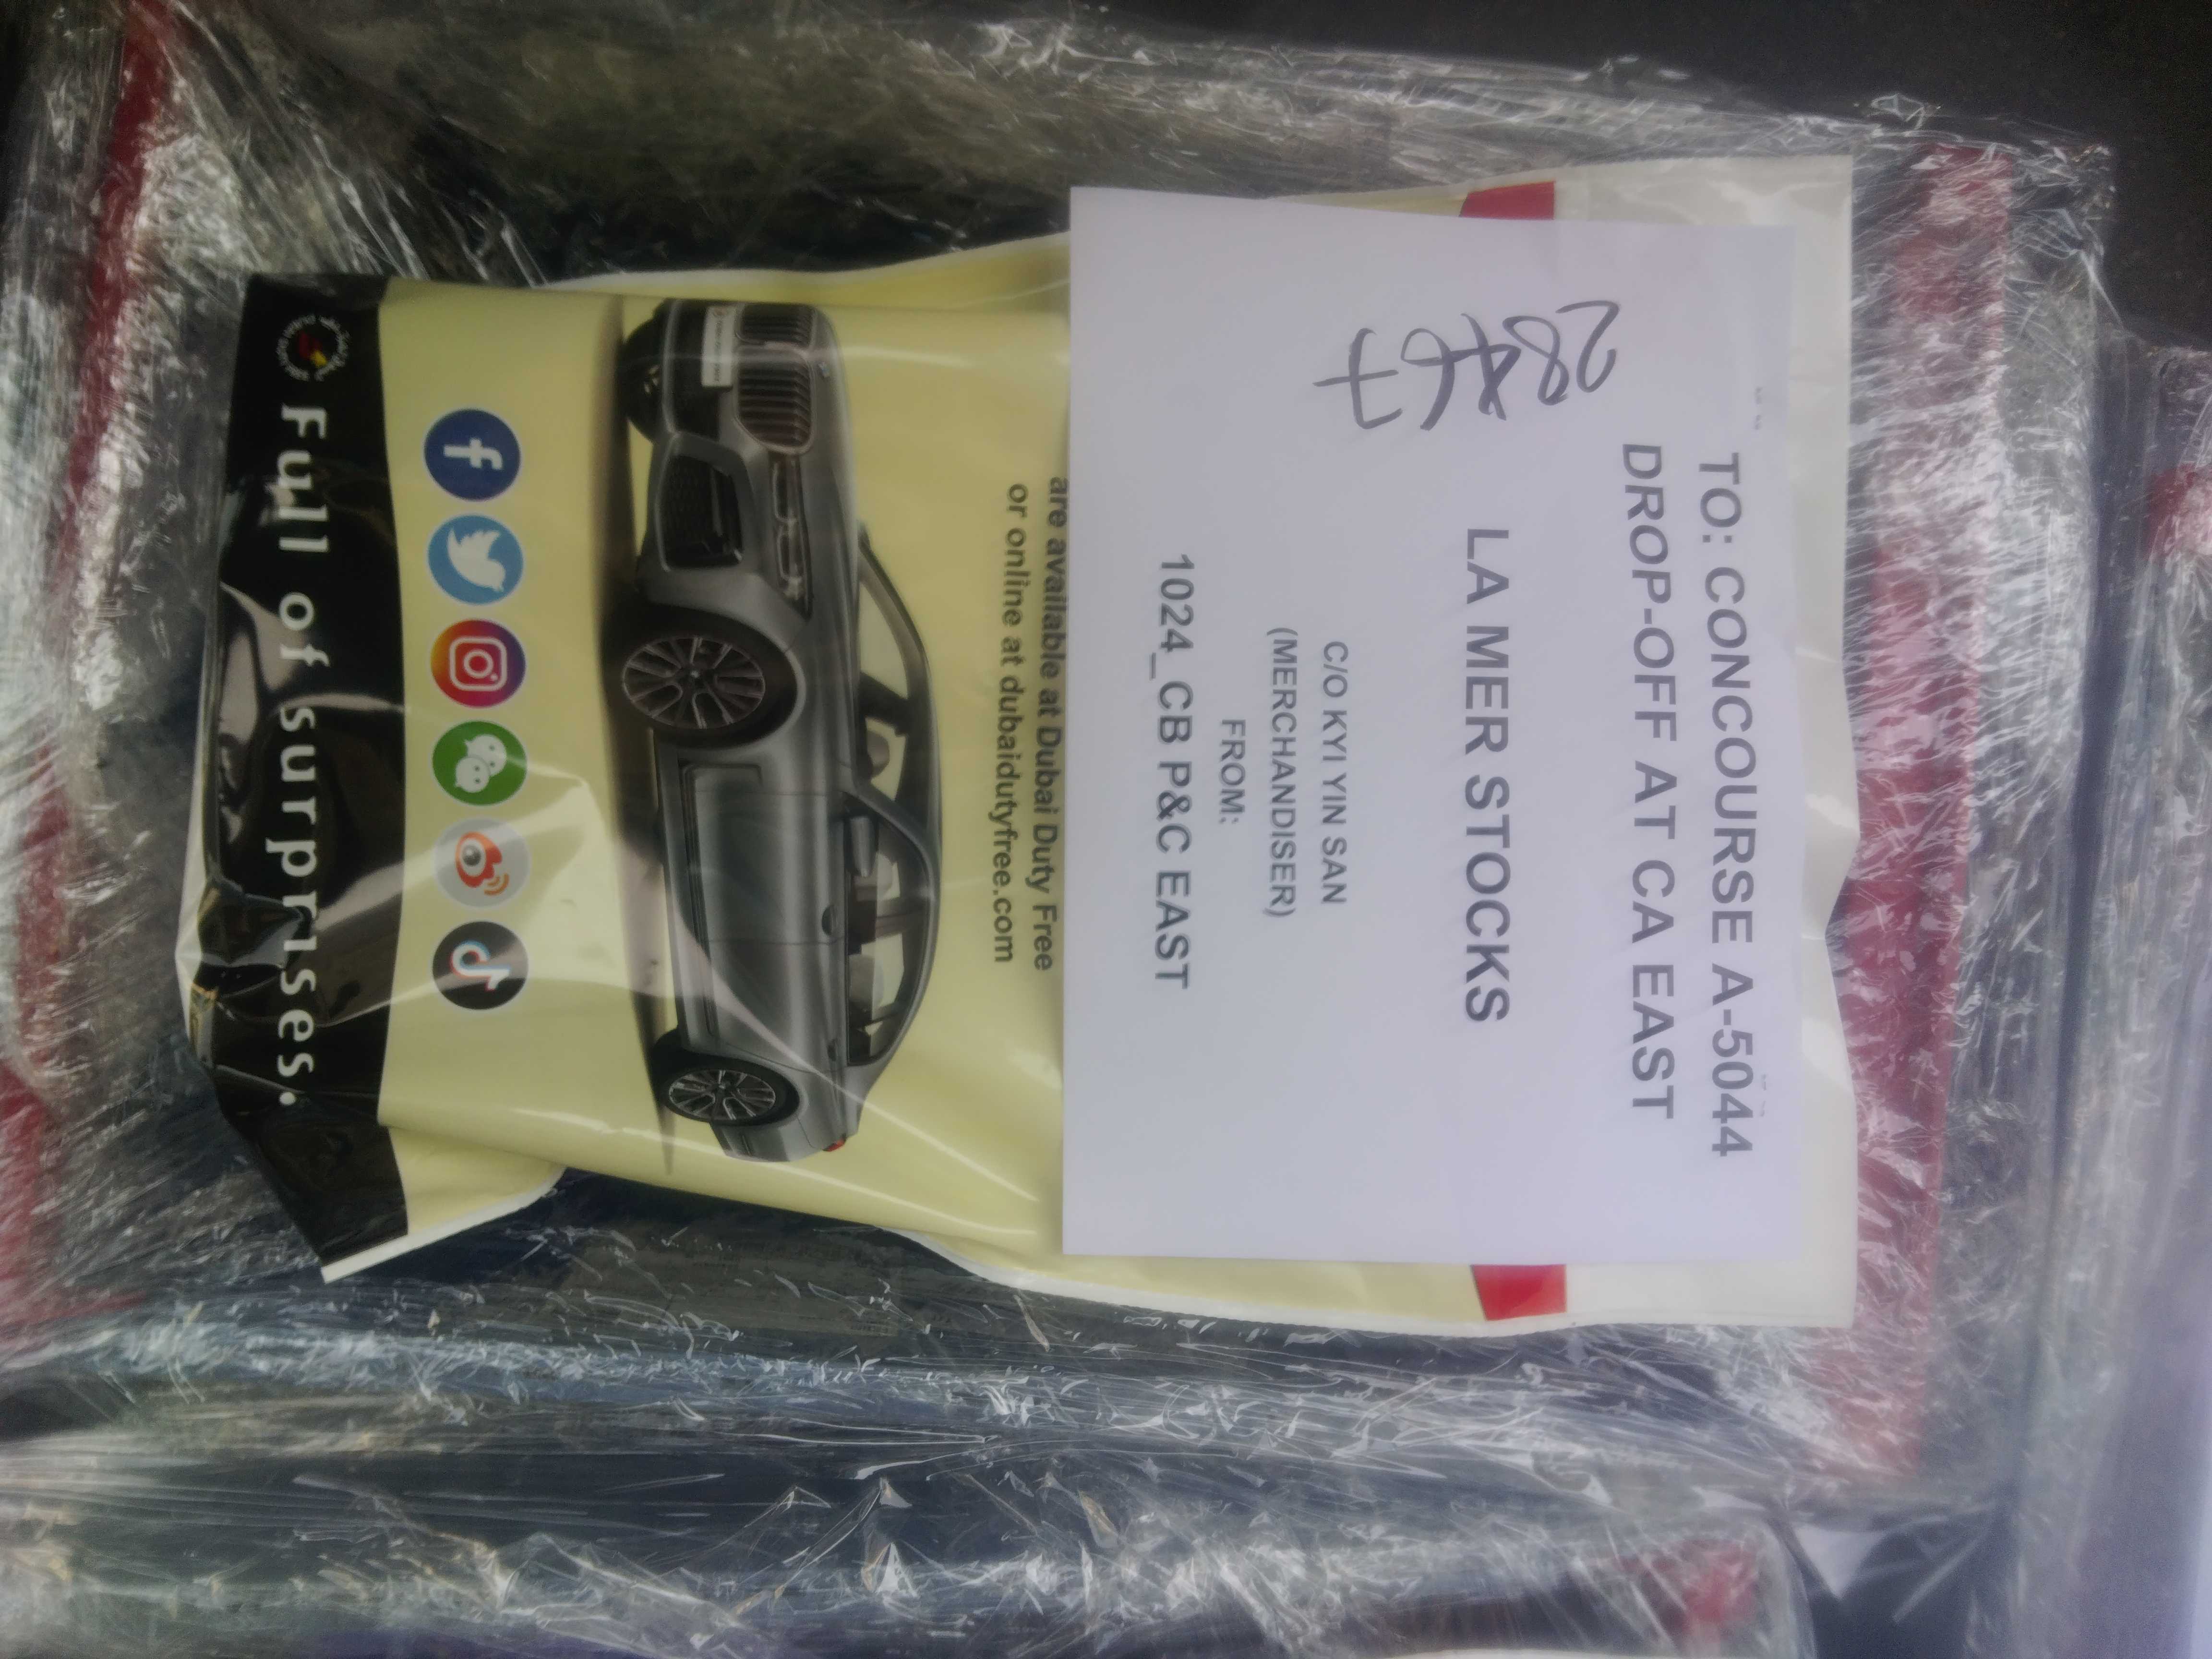 TO: CONCOURSE A-5044
DROP-OFF AT CA EAST
LA MER STOCKS
C/O KYI YIN SAN
(MERCHANDISER)
FROM:
1024_CB P&C EAST
are available at Dubai Duty Free
or online at dubaidutyfree.com
Full of surprises.